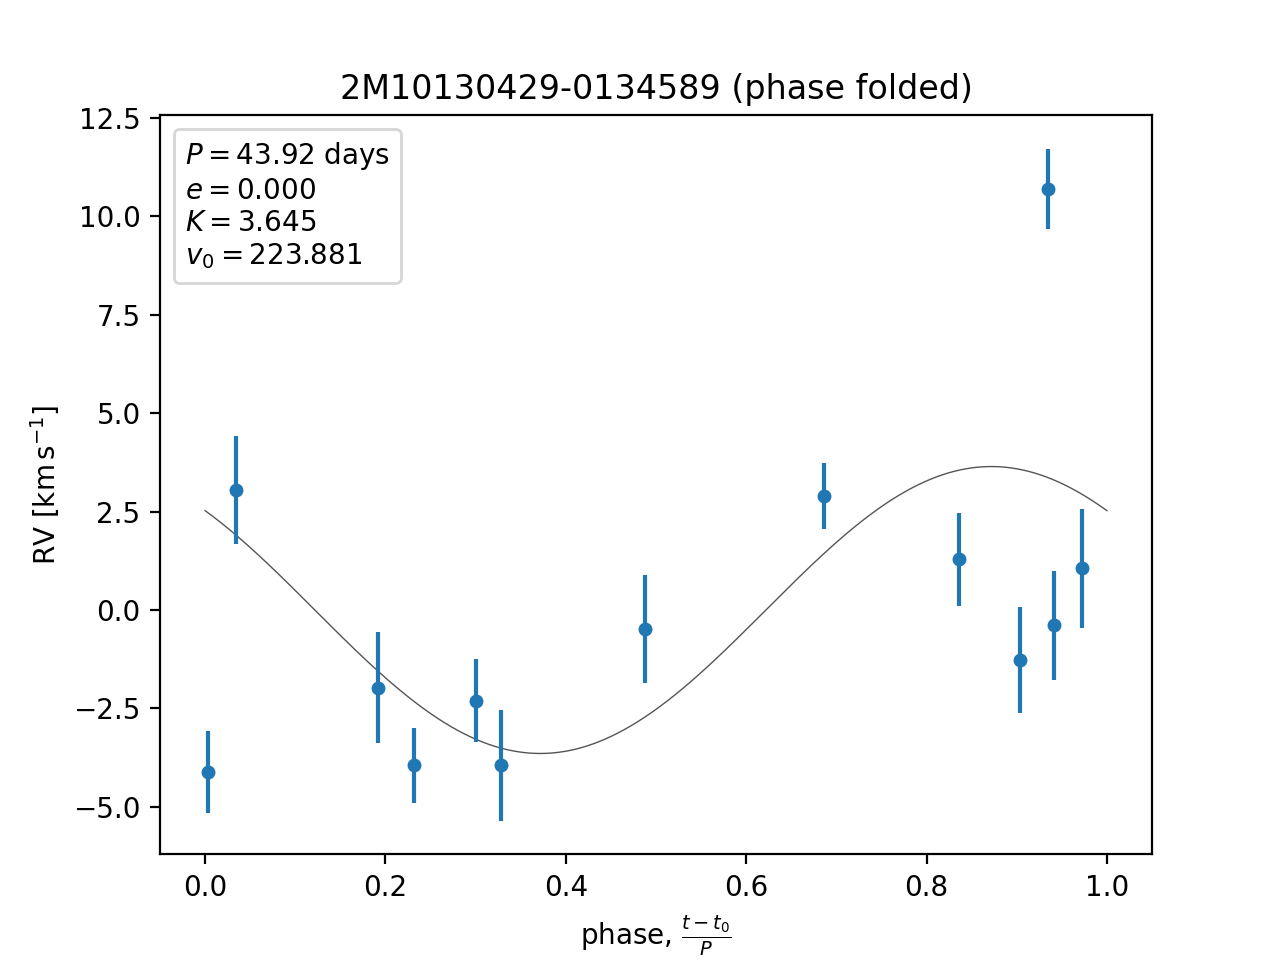 2M10130429-0134589 (phase folded)
P = 43.92 days
e = 0.000
K = 3.645
v₀ = 223.881
12.5
10.0
7.5
5.0
2.5
0.0
−2.5
−5.0
RV [km s⁻¹]
0.0 0.2 0.4 0.6 0.8 1.0
phase, (t − t₀)/P